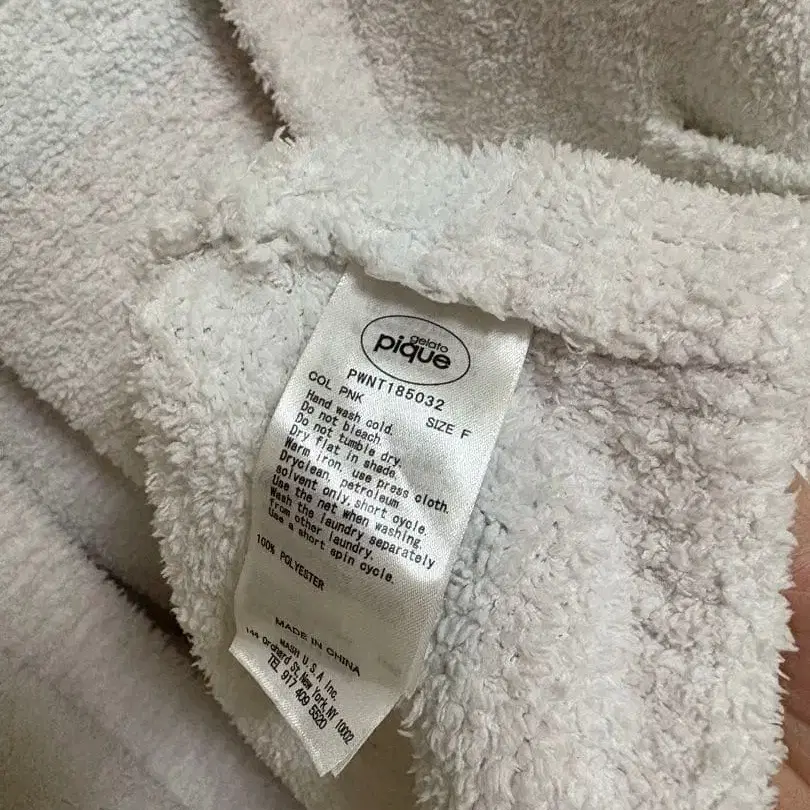 gelato
pique
PWNT185032
COL PNK SIZE F
Hand wash cold.
Do not bleach.
Do not tumble dry.
Dry flat in shade.
Warm iron, use press cloth.
Dryclean, petroleum
solvent only, short cycle.
Use the net when washing.
Wash the laundry separately
from other laundry.
Use a short spin cycle.
100% POLYESTER
MADE IN CHINA
MASH U.S.A Inc.
144 Orchard St, New York, NY 10002
TEL 917 409 5520